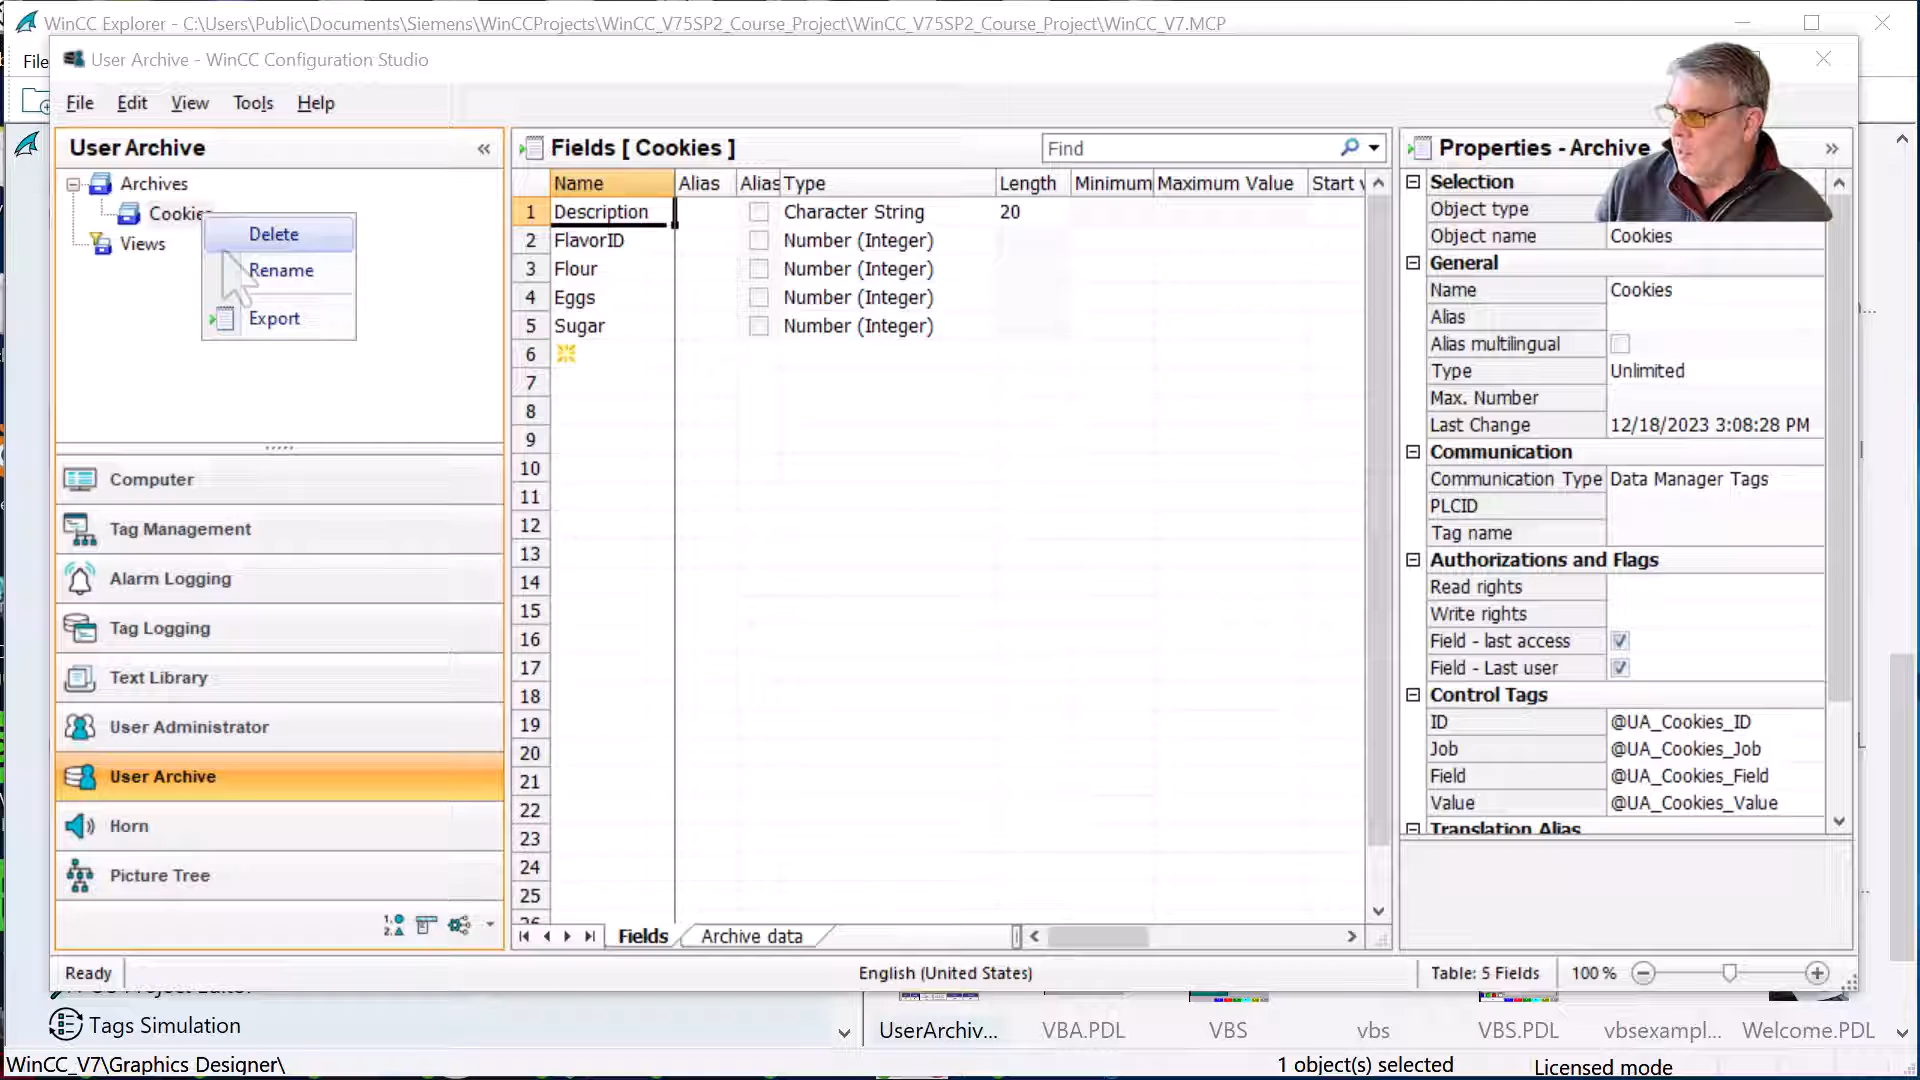 WinCC Explorer - C:\Users\Public\Documents\Siemens\WinCCProjects\WinCC_V75SP2_Course_Project\WinCC_V75SP2_Course_Project\WinCC_V7.MCP
File
User Archive - WinCC Configuration Studio
File Edit View Tools Help
User Archive «
Archives
Cookies
Views
Delete
Rename
Export
Computer
Tag Management
Alarm Logging
Tag Logging
Text Library
User Administrator
User Archive
Horn
Picture Tree
Fields [ Cookies ] Find
Name Alias Alias Type Length Minimum Maximum Value Start v
1 Description Character String 20
2 FlavorID Number (Integer)
3 Flour Number (Integer)
4 Eggs Number (Integer)
5 Sugar Number (Integer)
6
7
8
9
10
11
12
13
14
15
16
17
18
19
20
21
22
23
24
25
26
Fields Archive data
Properties - Archive »
Selection
Object type
Object name Cookies
General
Name Cookies
Alias
Alias multilingual
Type Unlimited
Max. Number
Last Change 12/18/2023 3:08:28 PM
Communication
Communication Type Data Manager Tags
PLCID
Tag name
Authorizations and Flags
Read rights
Write rights
Field - last access
Field - Last user
Control Tags
ID @UA_Cookies_ID
Job @UA_Cookies_Job
Field @UA_Cookies_Field
Value @UA_Cookies_Value
Translation Alias
Ready English (United States) Table: 5 Fields 100 %
Tags Simulation
UserArchiv... VBA.PDL VBS vbs VBS.PDL vbsexampl... Welcome.PDL
WinCC_V7\Graphics Designer\ 1 object(s) selected Licensed mode